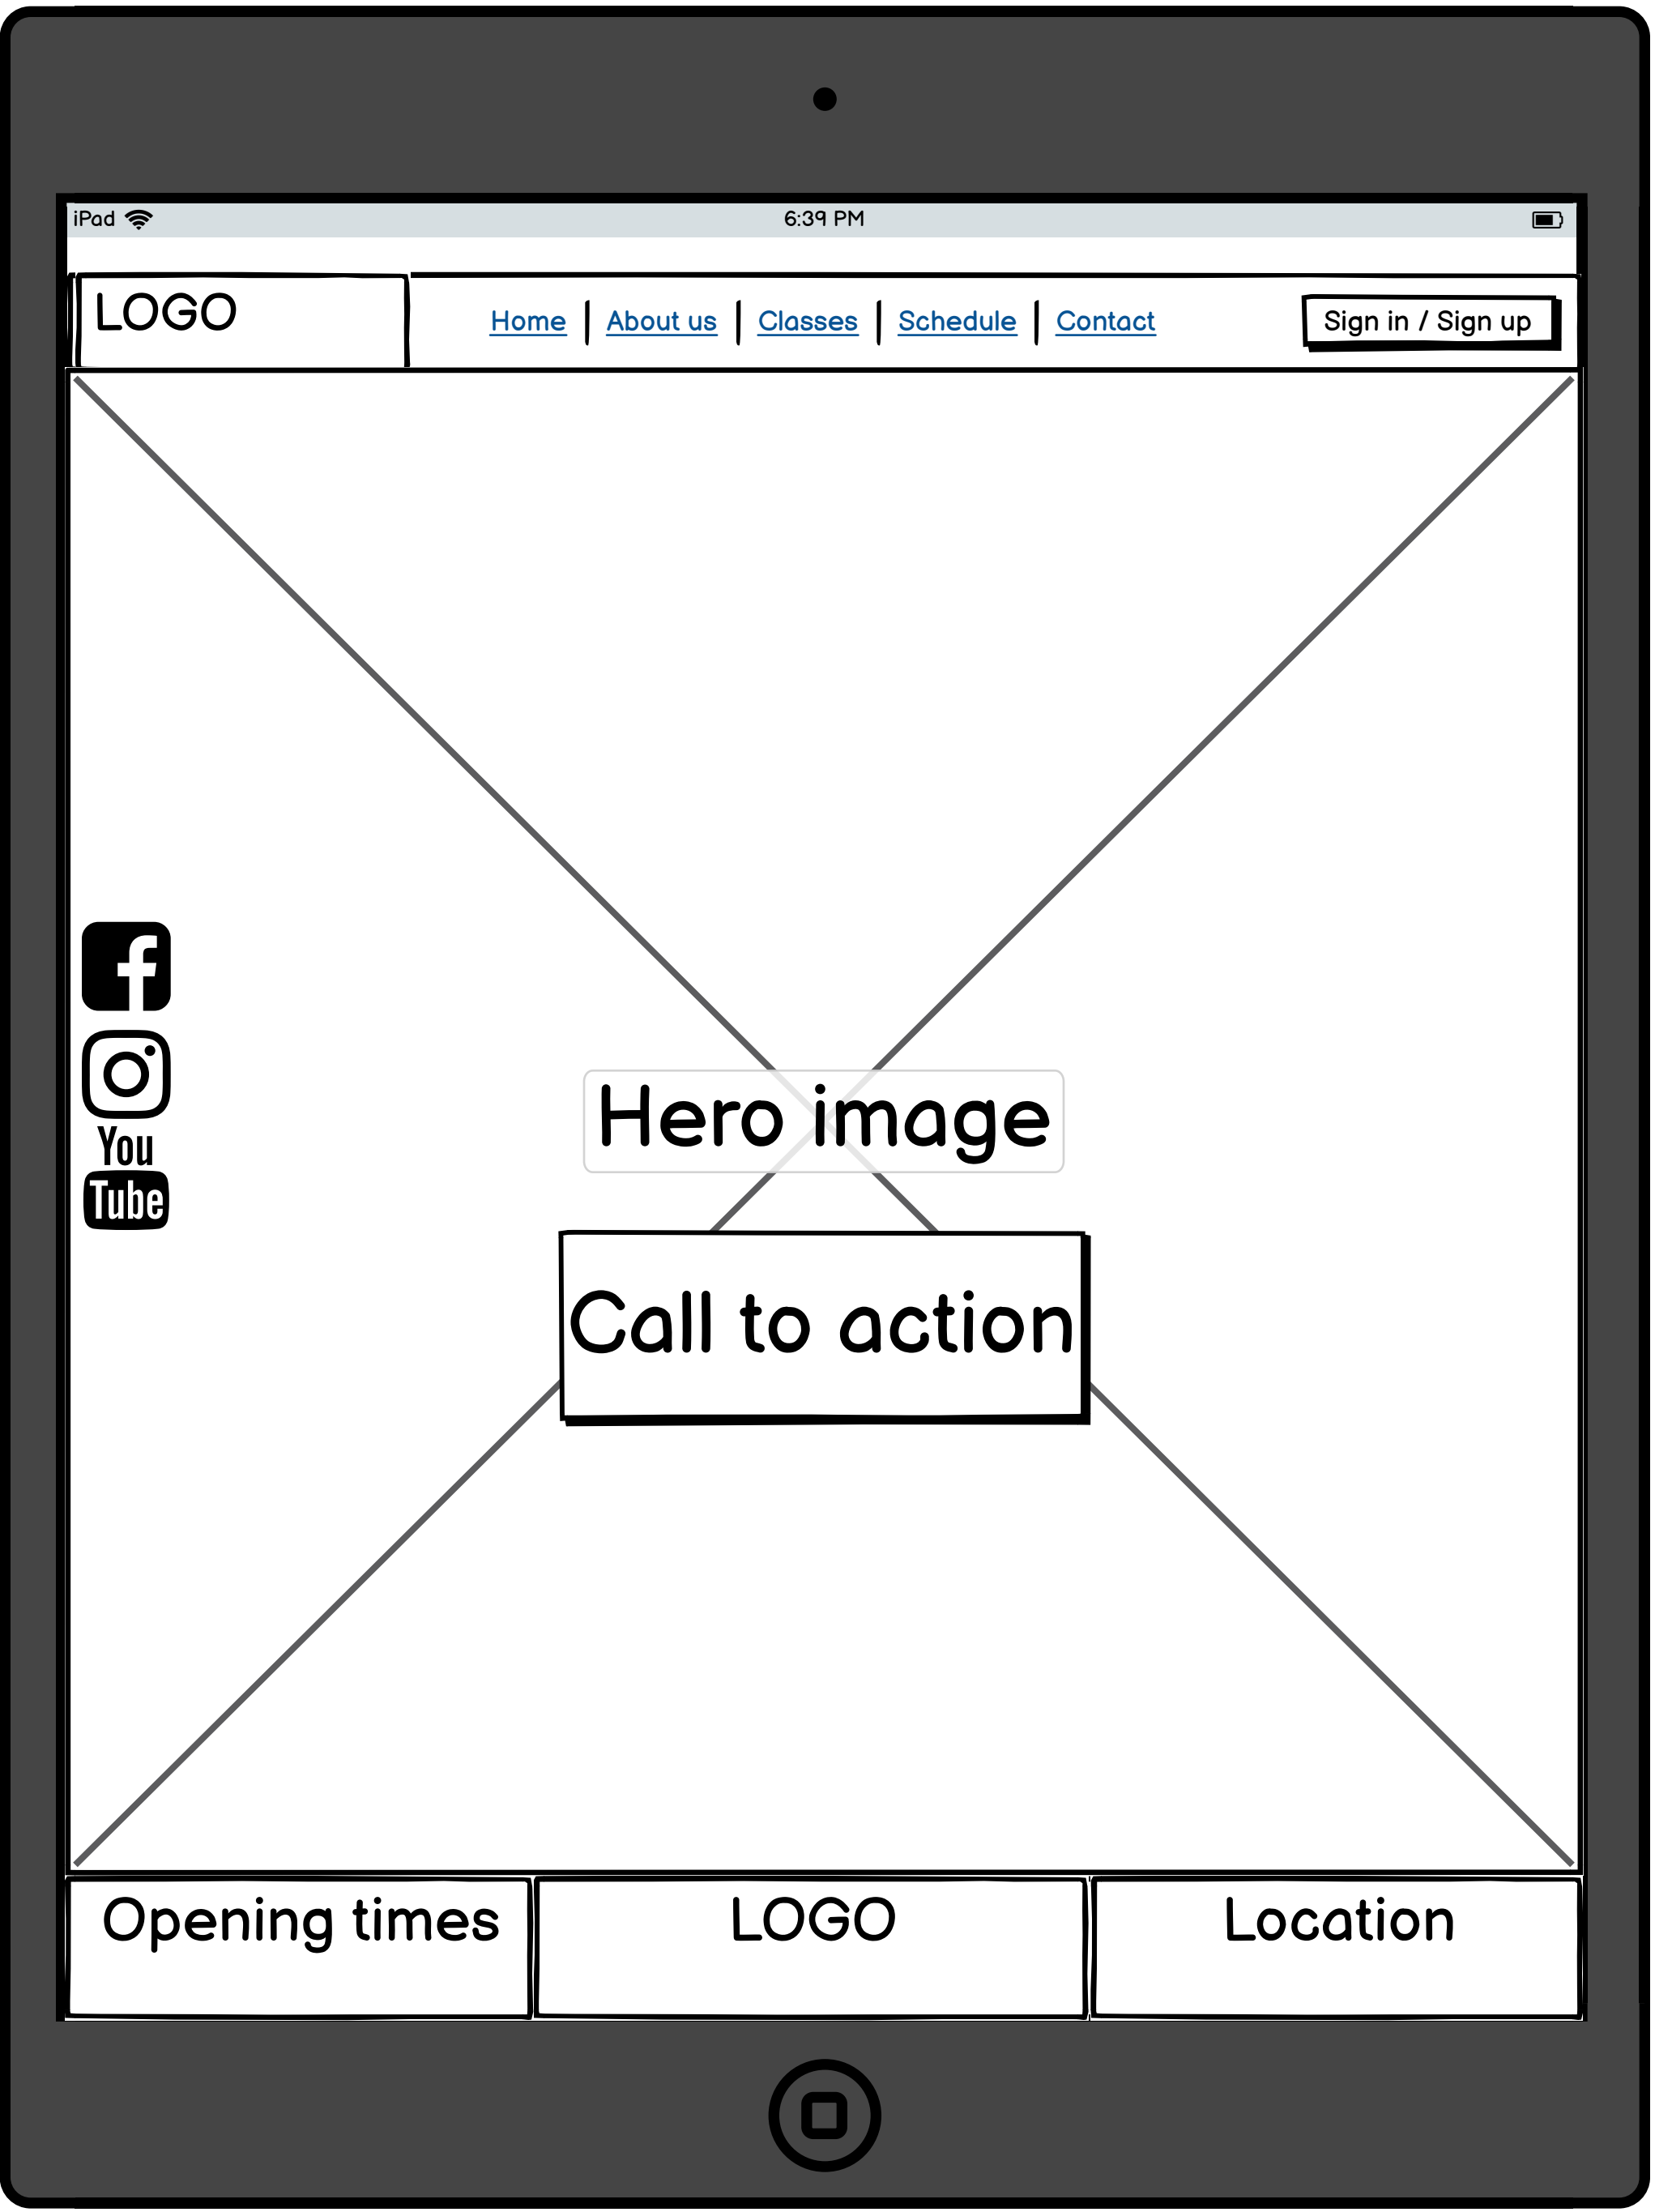 iPad 6:39 PM
LOGO Home About us Classes Schedule Contact Sign in / Sign up
You
Tube
Hero image
Call to action
Opening times LOGO Location